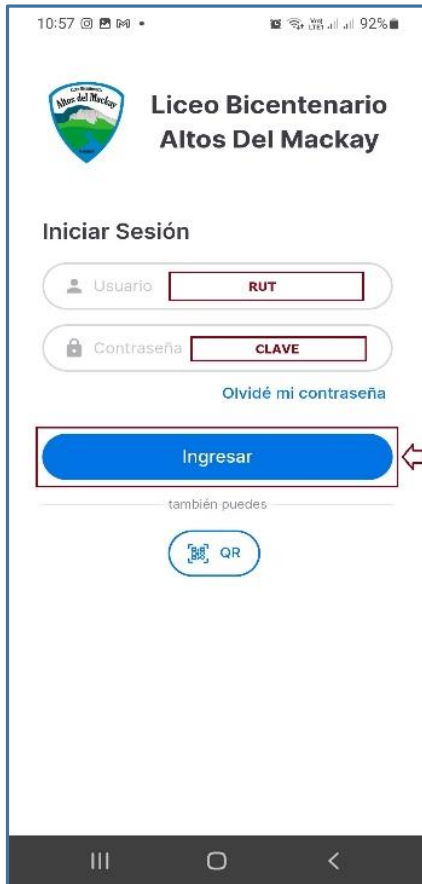 10:57 92%
Liceo Bicentenario
Altos Del Mackay
Altos del Mackay
Iniciar Sesión
Usuario RUT
Contraseña CLAVE
Olvidé mi contraseña
Ingresar
también puedes
QR